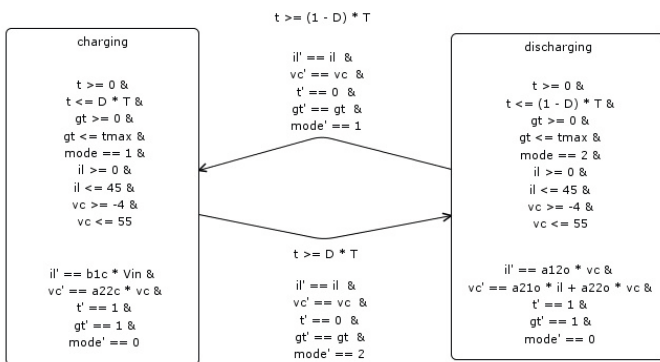 t >= (1 - D) * T
il' == il &
vc' == vc &
t' == 0 &
gt' == gt &
mode' == 1
charging
t >= 0 &
t <= D * T &
gt >= 0 &
gt <= tmax &
mode == 1 &
il >= 0 &
il <= 45 &
vc >= -4 &
vc <= 55
il' == b1c * Vin &
vc' == a22c * vc &
t' == 1 &
gt' == 1 &
mode' == 0
t >= D * T
il' == il &
vc' == vc &
t' == 0 &
gt' == gt &
mode' == 2
discharging
t >= 0 &
t <= (1 - D) * T &
gt >= 0 &
gt <= tmax &
mode == 2 &
il >= 0 &
il <= 45 &
vc >= -4 &
vc <= 55
il' == a12o * vc &
vc' == a21o * il + a22o * vc &
t' == 1 &
gt' == 1 &
mode' == 0